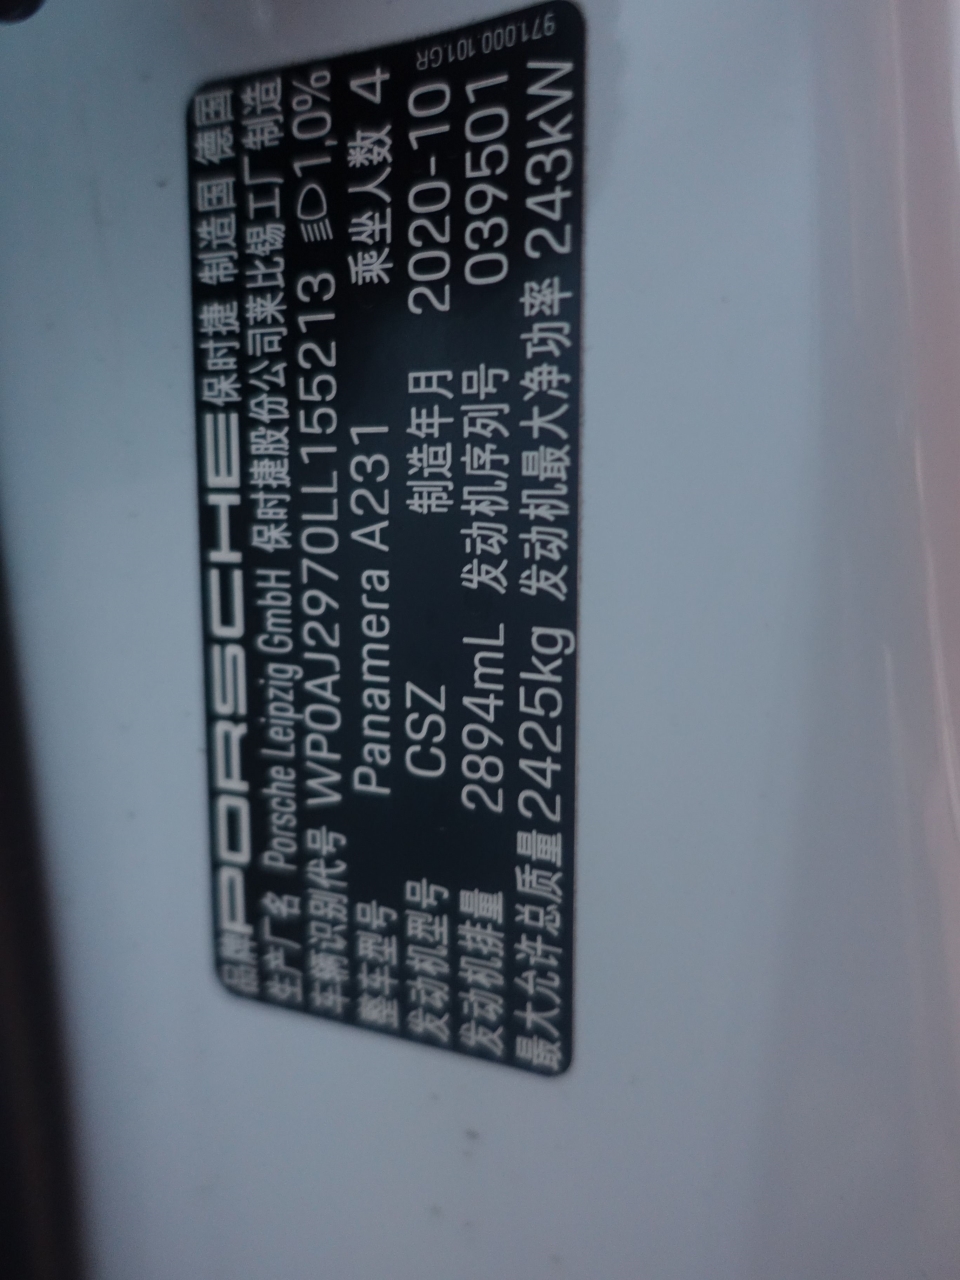 品牌 PORSCHE 保时捷 制造国 德国
生产厂名 Porsche Leipzig GmbH 保时捷股份公司莱比锡工厂制造
车辆识别代号 WP0AJ2970LL155213 1,0%
整车型号 Panamera A231 乘坐人数 4
发动机型号 CSZ 制造年月 2020-10
发动机排量 2894mL 发动机序列号 039501
最大允许总质量 2425kg 发动机最大净功率 243kW
971.000.101.GR